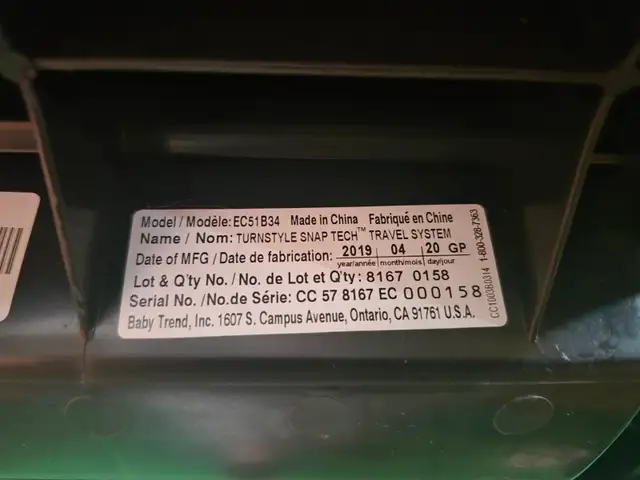 Model / Modèle: EC51B34 Made in China Fabriqué en Chine
Name / Nom: TURNSTYLE SNAP TECH™ TRAVEL SYSTEM
Date of MFG / Date de fabrication: 2019 04 20 GP
year/année month/mois day/jour
Lot & Q'ty No. / No. de Lot et Q'ty: 8167 0158
Serial No. / No. de Série: CC 57 8167 EC 000158
Baby Trend, Inc. 1607 S. Campus Avenue, Ontario, CA 91761 U.S.A.
CC100360314 1-800-328-7363